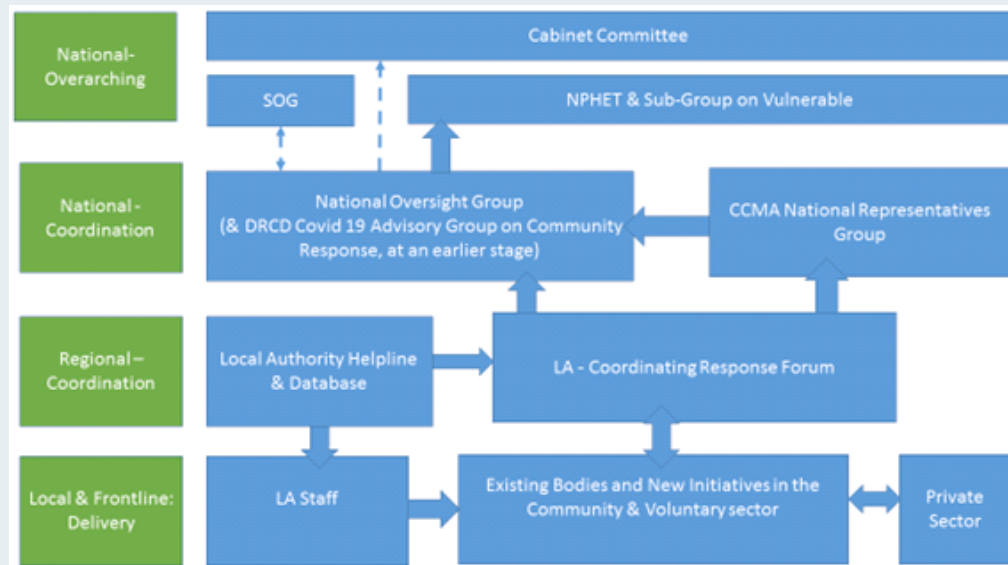 National-
Overarching
Cabinet Committee
SOG
NPHET & Sub-Group on Vulnerable
National -
Coordination
National Oversight Group
(& DRCD Covid 19 Advisory Group on Community
Response, at an earlier stage)
CCMA National Representatives
Group
Regional –
Coordination
Local Authority Helpline
& Database
LA - Coordinating Response Forum
Local & Frontline:
Delivery
LA Staff
Existing Bodies and New Initiatives in the
Community & Voluntary sector
Private
Sector